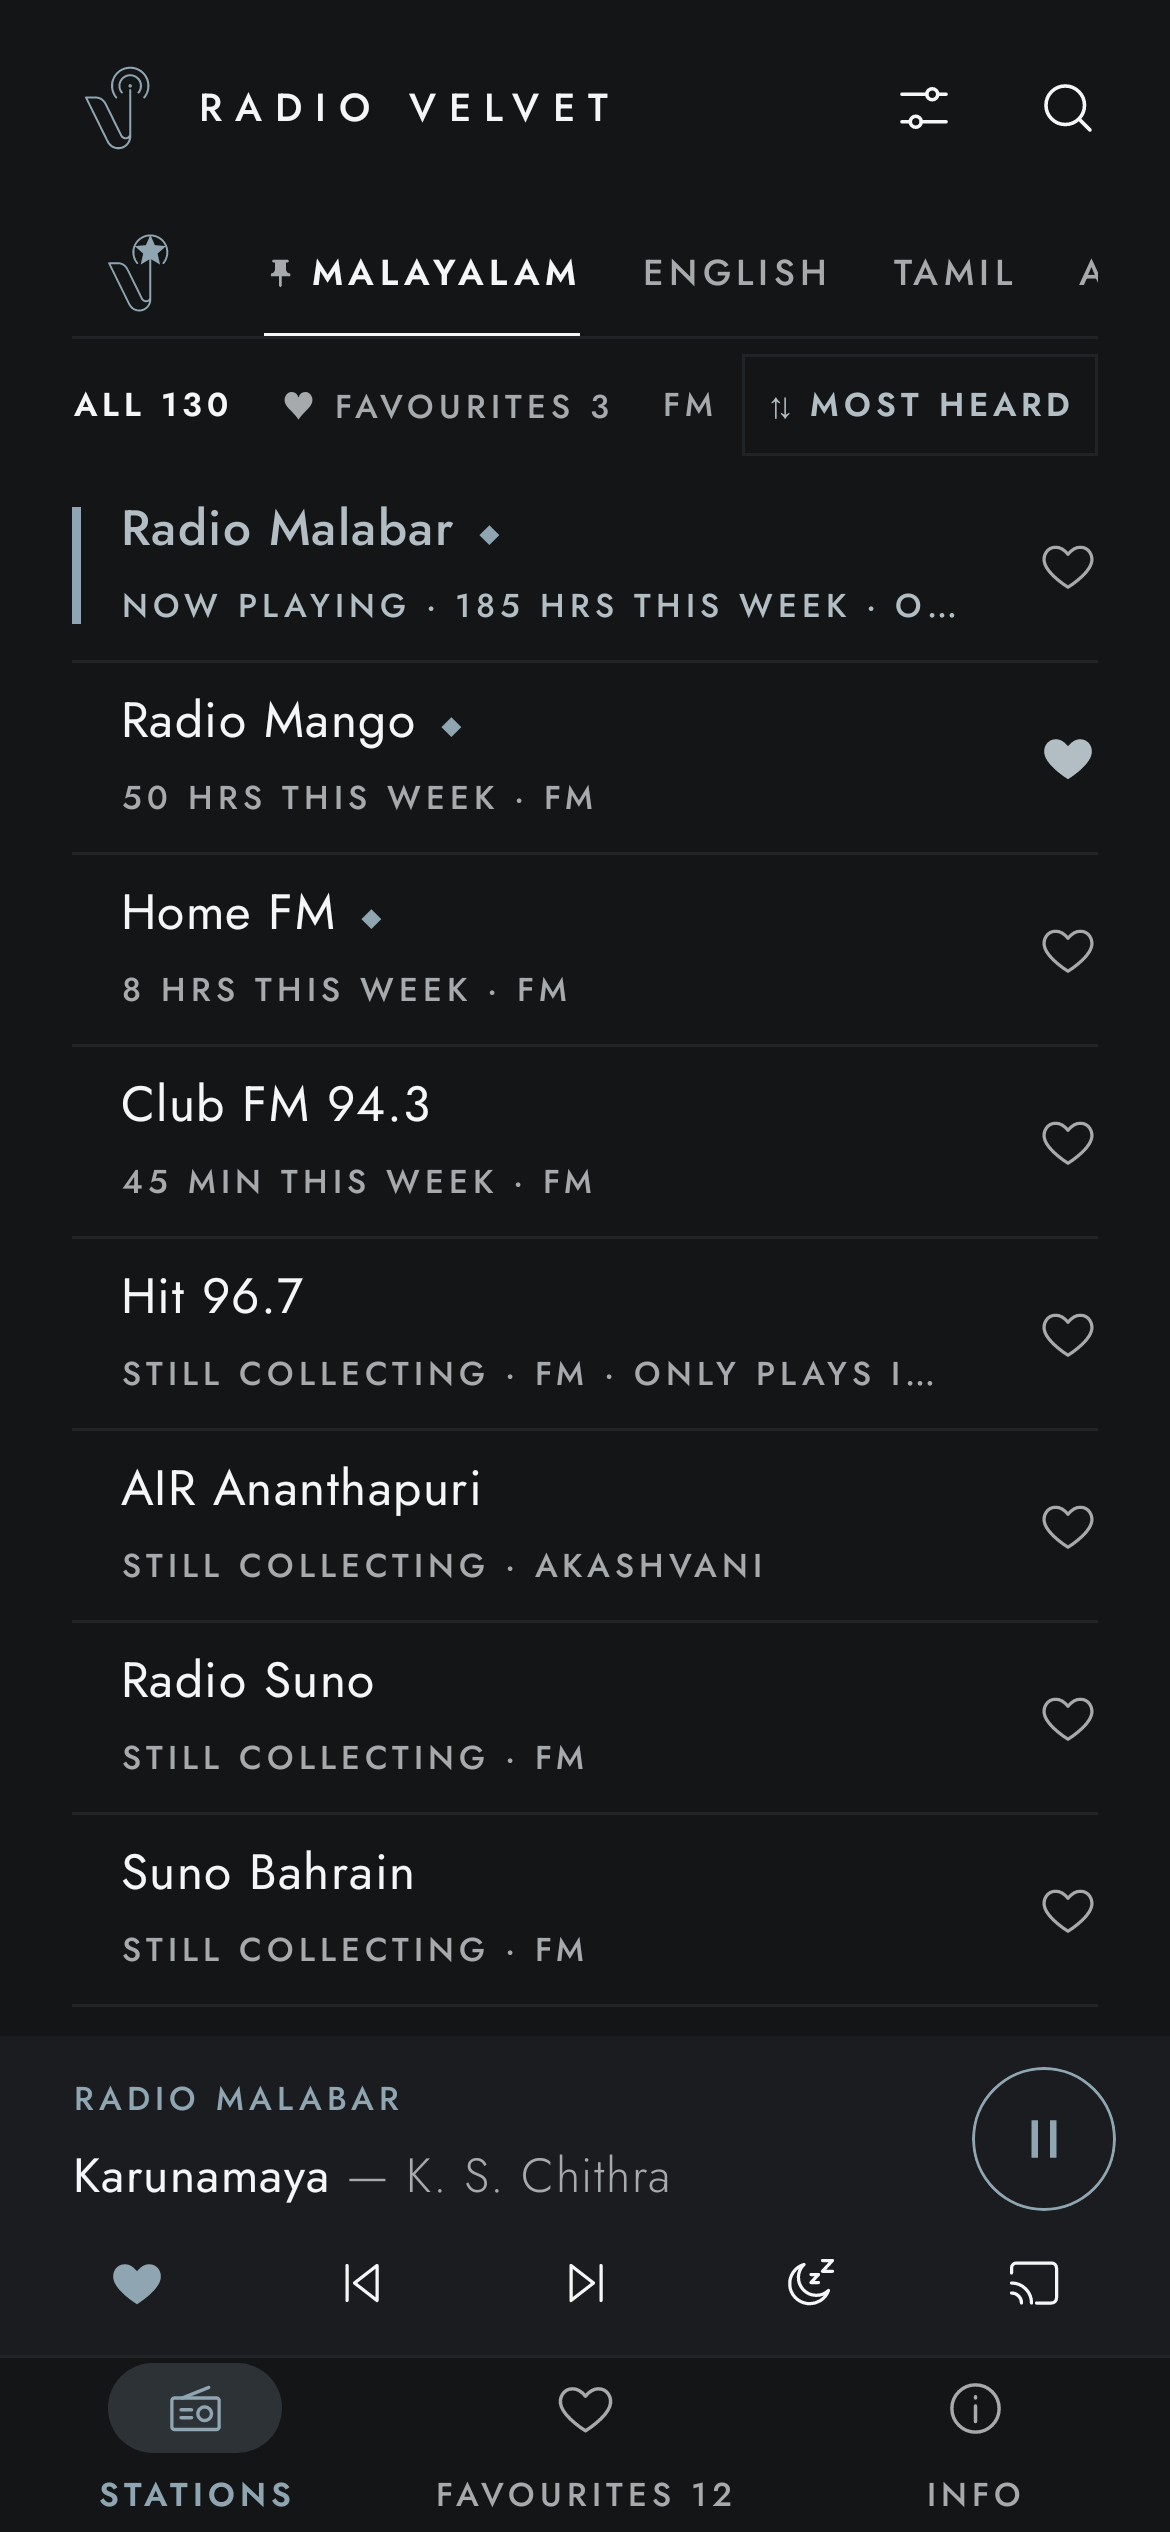 RADIO VELVET
MALAYALAM ENGLISH TAMIL A
ALL 130 FAVOURITES 3 FM MOST HEARD
Radio Malabar
NOW PLAYING · 185 HRS THIS WEEK · O...
Radio Mango
50 HRS THIS WEEK · FM
Home FM
8 HRS THIS WEEK · FM
Club FM 94.3
45 MIN THIS WEEK · FM
Hit 96.7
STILL COLLECTING · FM · ONLY PLAYS I...
AIR Ananthapuri
STILL COLLECTING · AKASHVANI
Radio Suno
STILL COLLECTING · FM
Suno Bahrain
STILL COLLECTING · FM
RADIO MALABAR
Karunamaya — K. S. Chithra
STATIONS FAVOURITES 12 INFO